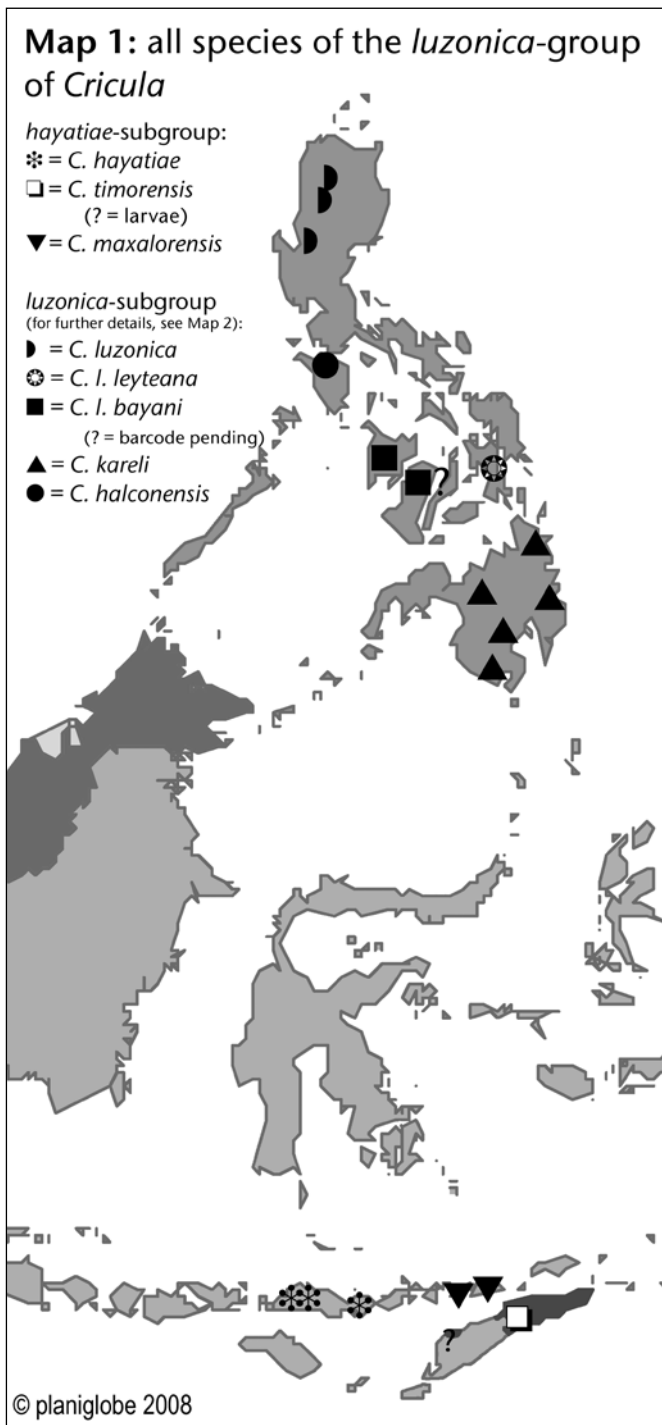 Map 1: all species of the luzonica-group
of Cricula
hayatiae-subgroup:
= C. hayatiae
= C. timorensis
(? = larvae)
= C. maxalorensis
luzonica-subgroup
(for further details, see Map 2):
= C. luzonica
= C. l. leyteana
= C. l. bayani
(? = barcode pending)
= C. kareli
= C. halconensis
?
?
© planiglobe 2008